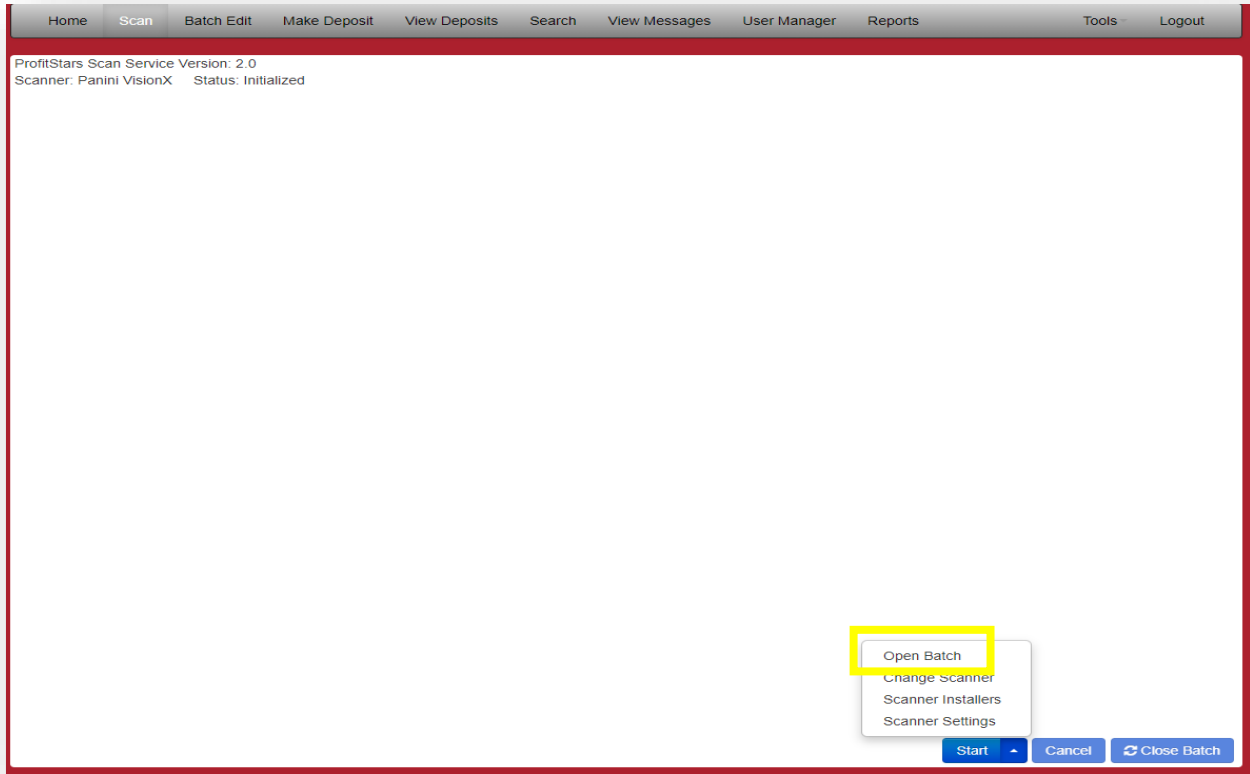 Home Scan Batch Edit Make Deposit View Deposits Search View Messages User Manager Reports Tools Logout
ProfitStars Scan Service Version: 2.0
Scanner: Panini VisionX Status: Initialized
Open Batch
Change Scanner
Scanner Installers
Scanner Settings
Start Cancel Close Batch